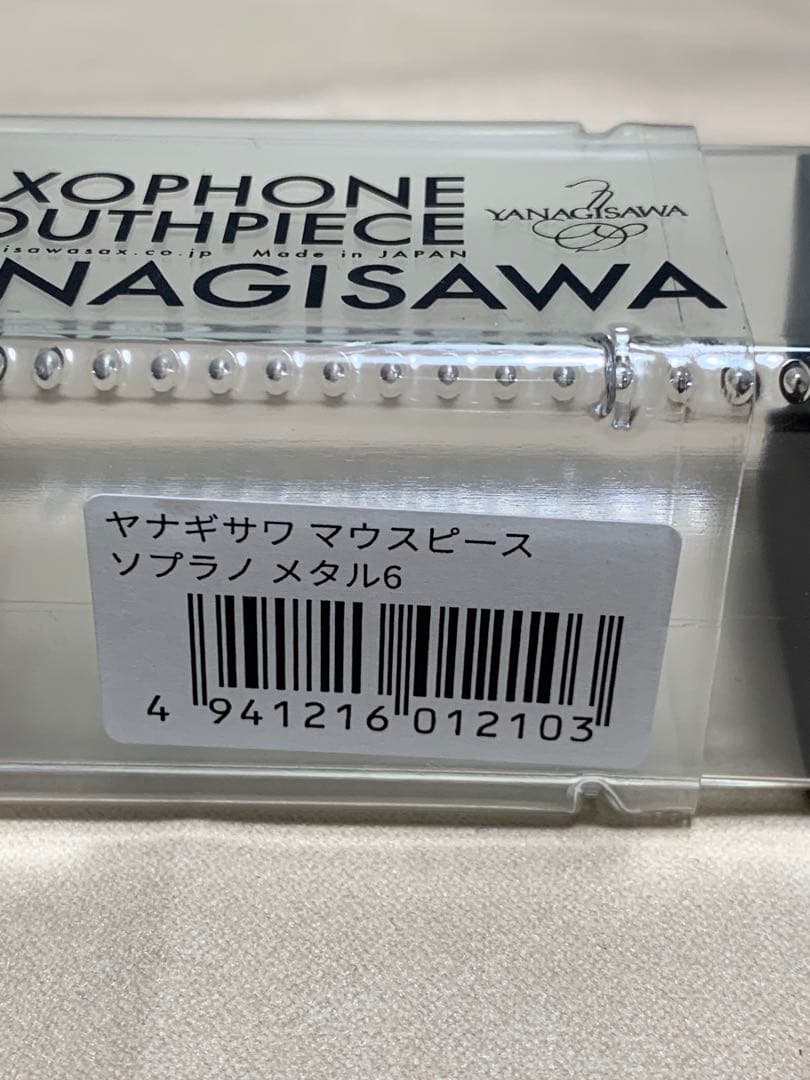 XOPHONE
OUTHPIECE
isawasax.co.jp Made in JAPAN
NAGISAWA
YANAGISAWA
ヤナギサワ マウスピース
ソプラノ メタル6
4 941216 012103